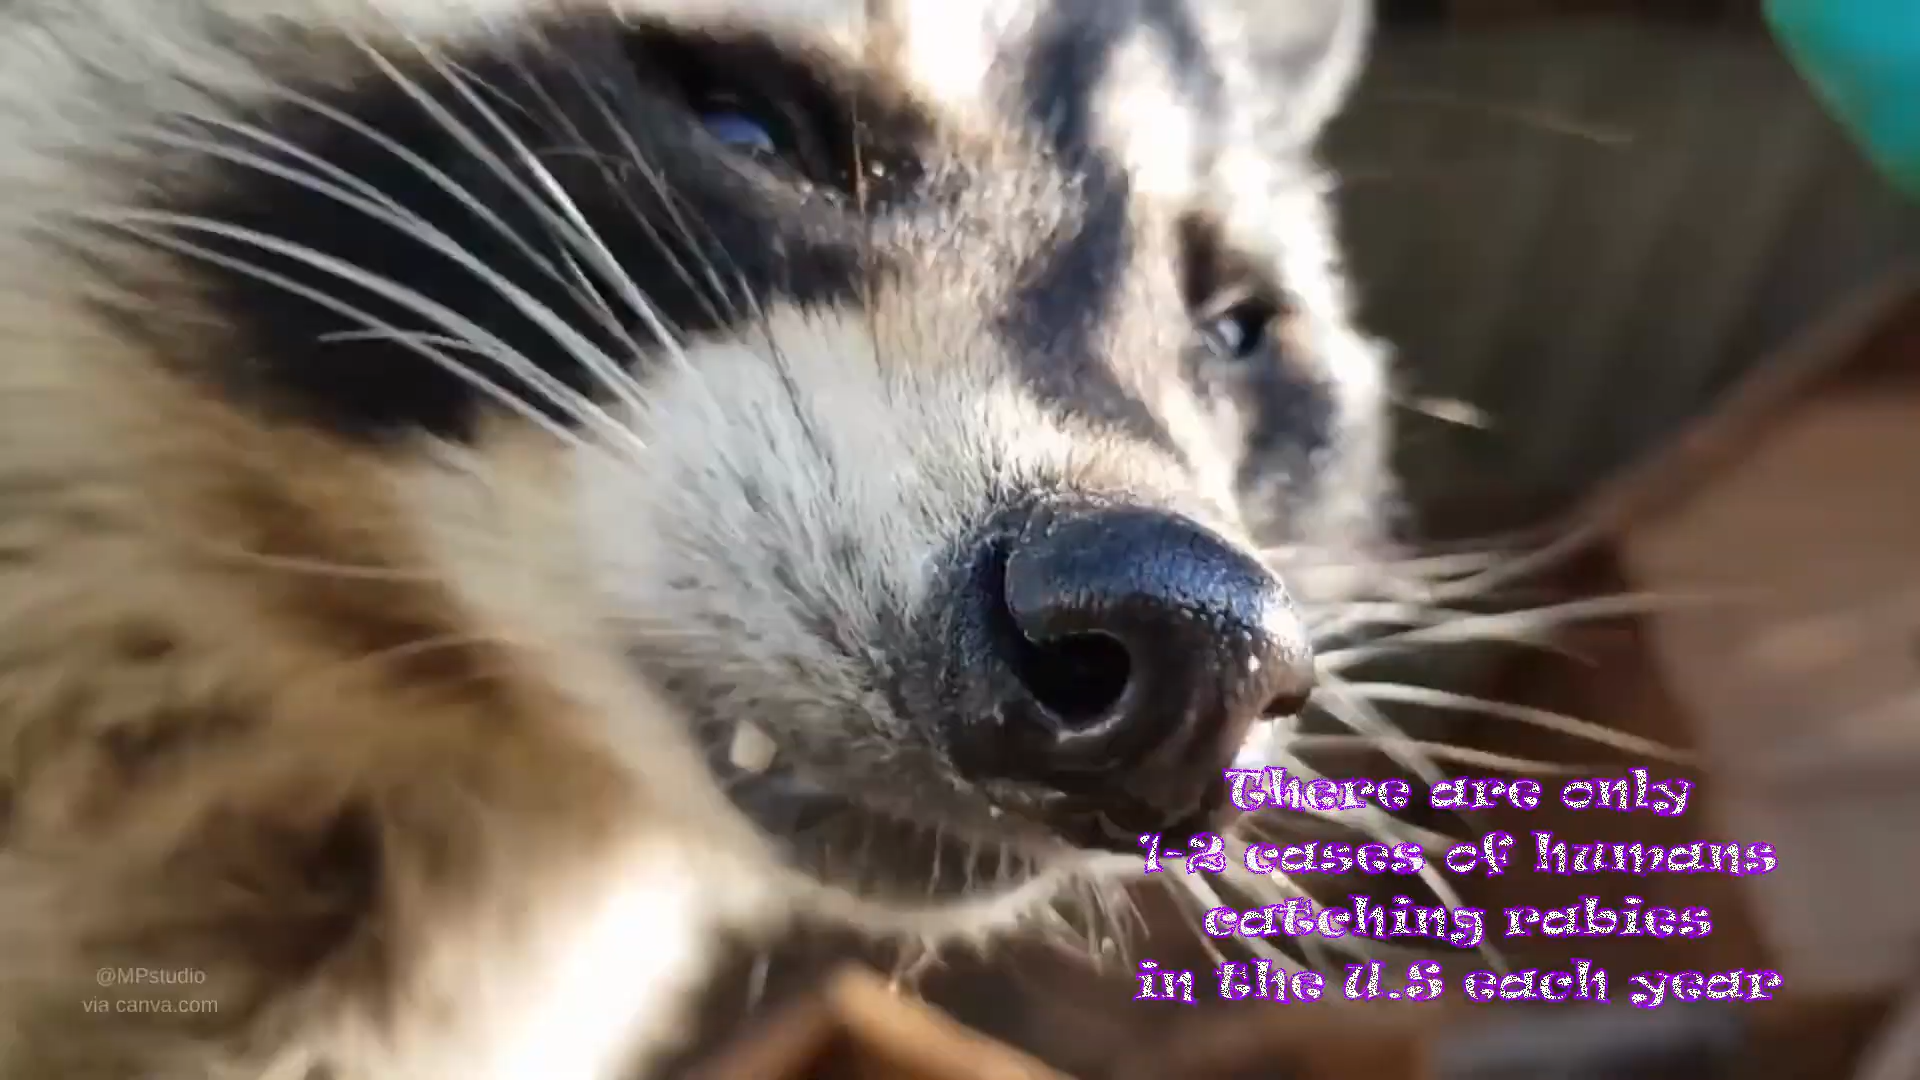 There are only
1-2 cases of humans
catching rabies
in the U.S each year
@MPstudio
via canva.com